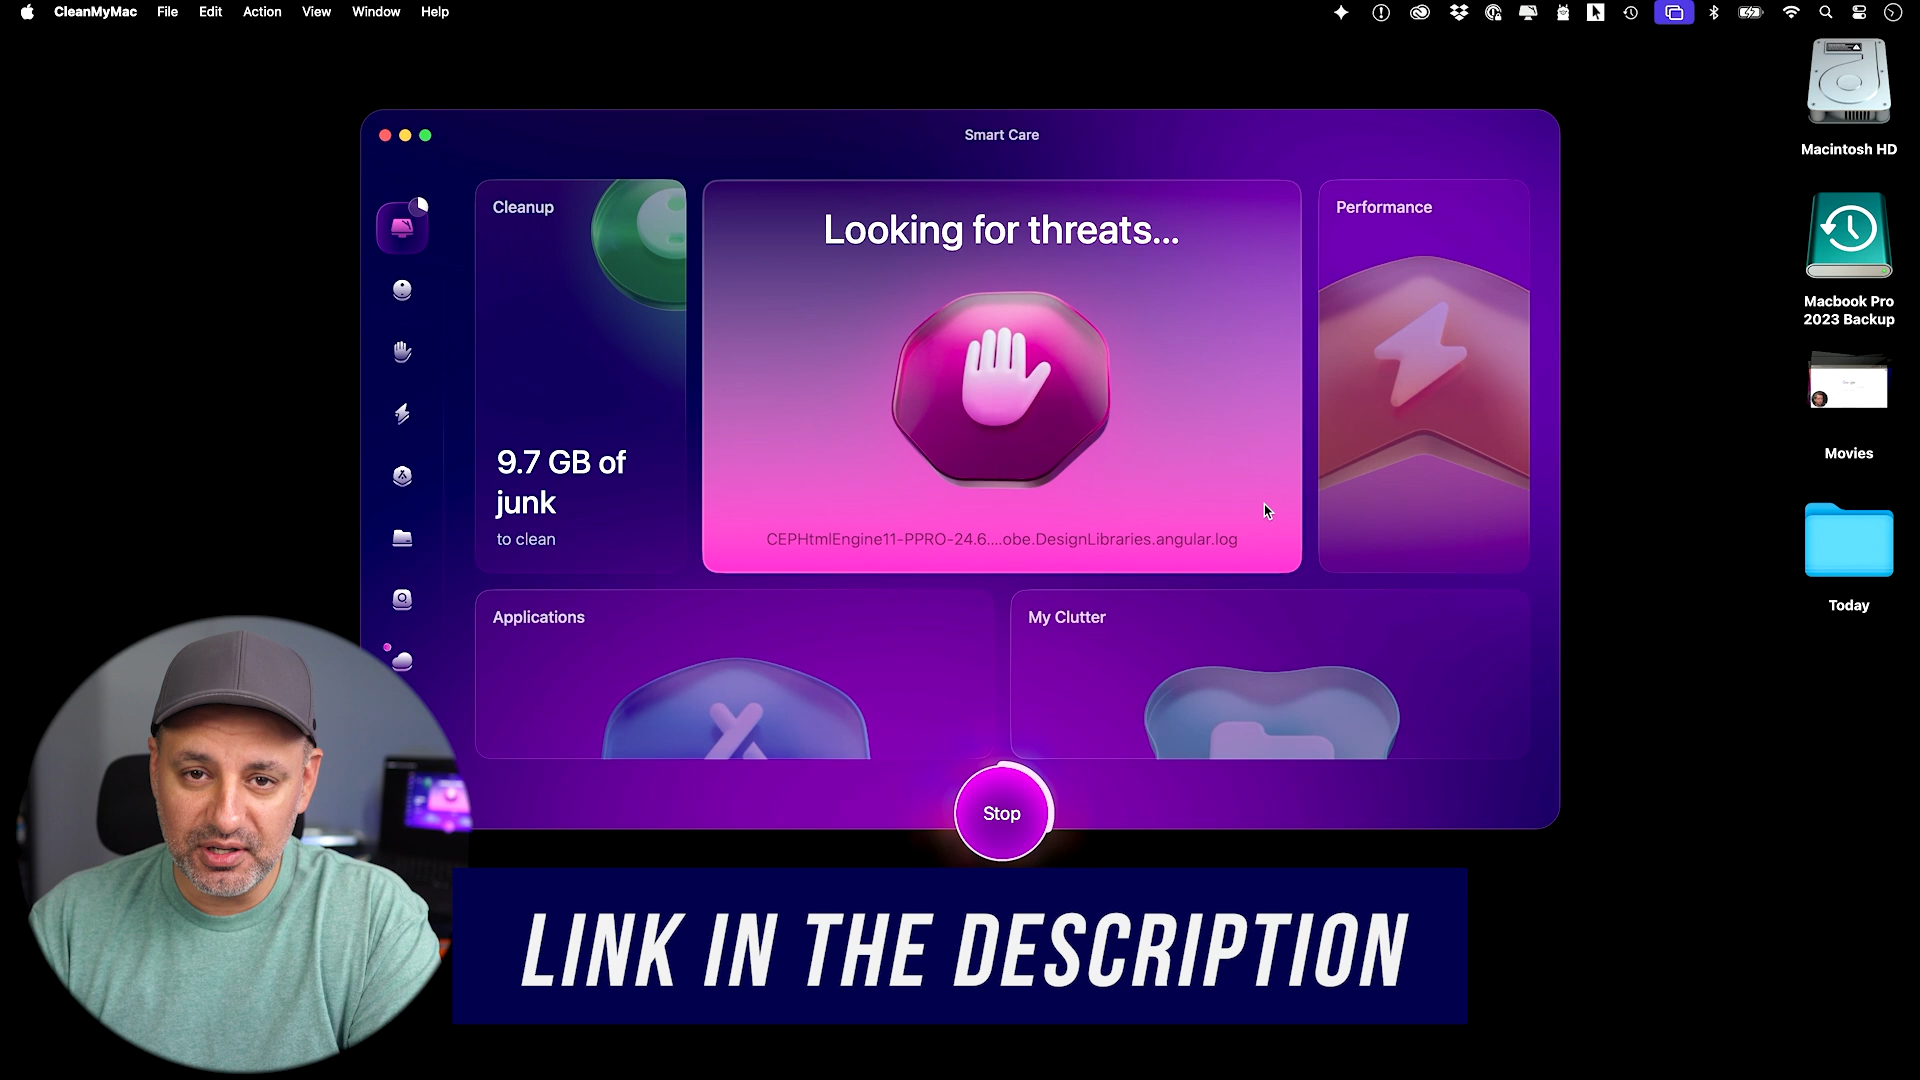 CleanMyMac File Edit Action View Window Help
Smart Care
Cleanup
Looking for threats...
Performance
9.7 GB of
junk
to clean
CEPHtmlEngine11-PPRO-24.6....obe.DesignLibraries.angular.log
Applications
My Clutter
Stop
Macintosh HD
Macbook Pro
2023 Backup
Movies
Today
LINK IN THE DESCRIPTION